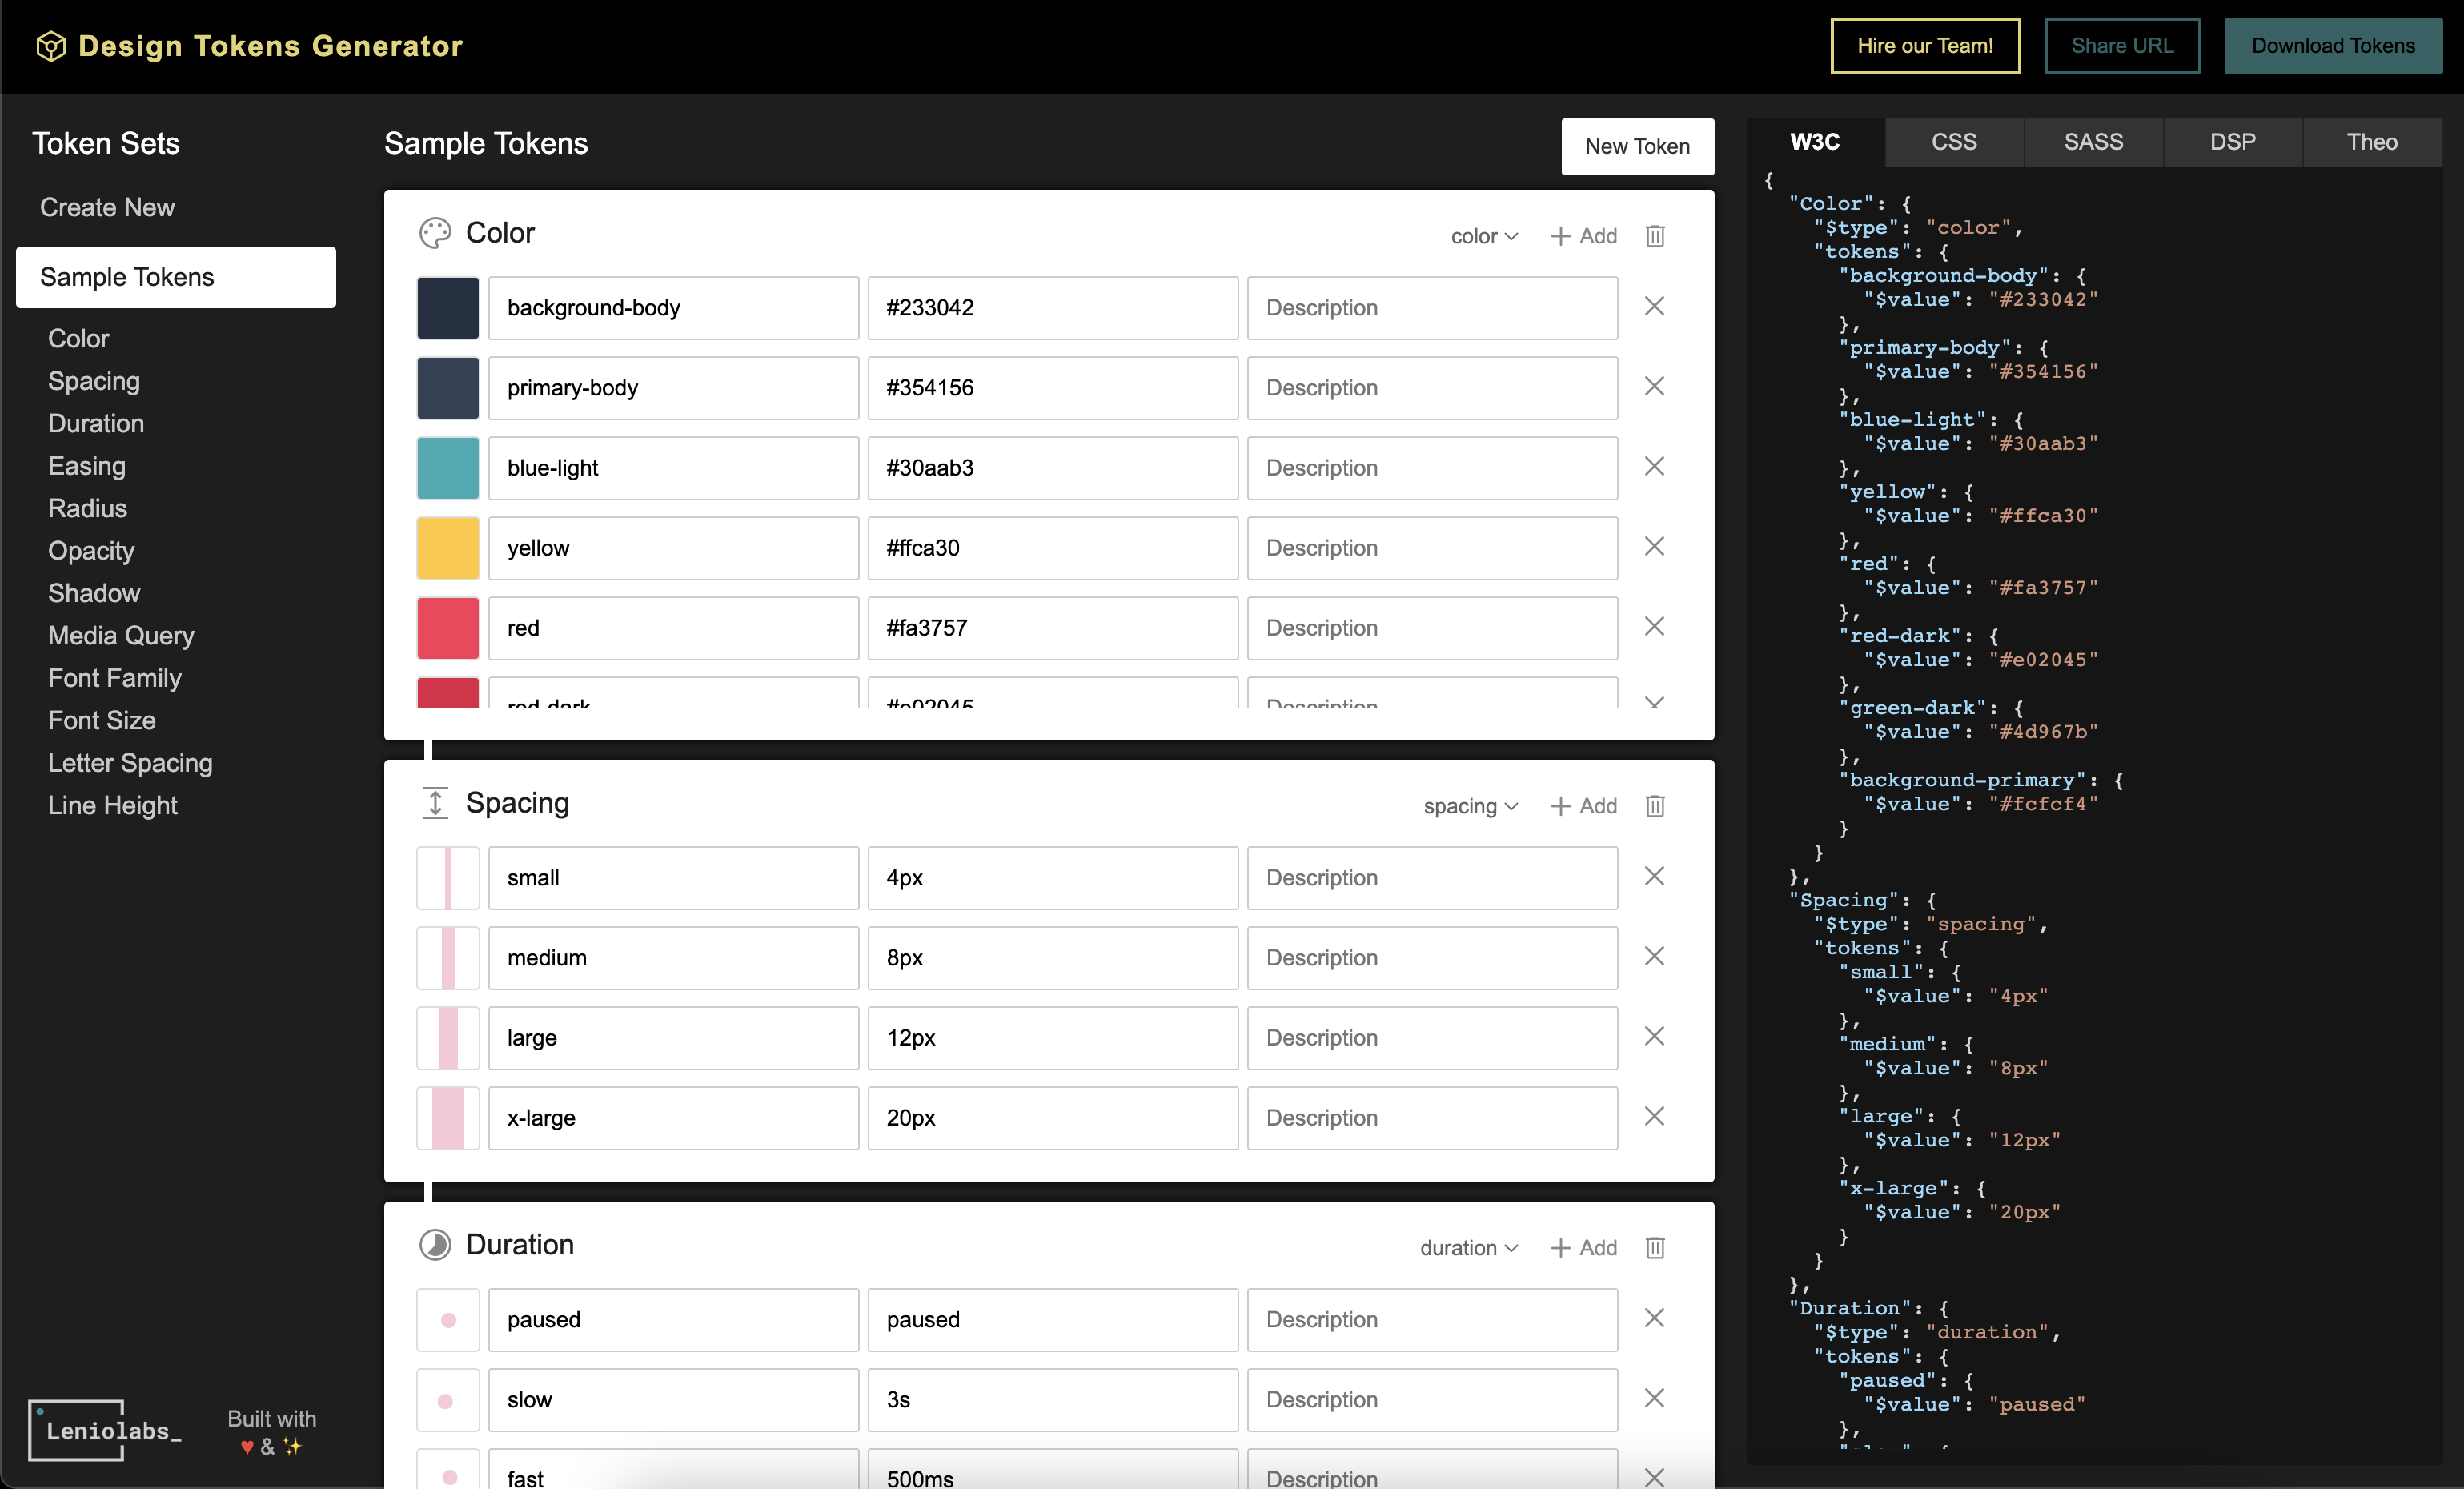 Design Tokens Generator
Hire our Team!
Share URL
Download Tokens
Token Sets
Create New
Sample Tokens
Color
Spacing
Duration
Easing
Radius
Opacity
Shadow
Media Query
Font Family
Font Size
Letter Spacing
Line Height
Leniolabs_
Built with
♥ & ✨
Sample Tokens
New Token
Color
color
Add
background-body #233042 Description
primary-body #354156 Description
blue-light #30aab3 Description
yellow #ffca30 Description
red #fa3757 Description
red-dark #e02045 Description
Spacing
spacing
Add
small 4px Description
medium 8px Description
large 12px Description
x-large 20px Description
Duration
duration
Add
paused paused Description
slow 3s Description
fast 500ms Description
W3C CSS SASS DSP Theo
{
"Color": {
"$type": "color",
"tokens": {
"background-body": {
"$value": "#233042"
},
"primary-body": {
"$value": "#354156"
},
"blue-light": {
"$value": "#30aab3"
},
"yellow": {
"$value": "#ffca30"
},
"red": {
"$value": "#fa3757"
},
"red-dark": {
"$value": "#e02045"
},
"green-dark": {
"$value": "#4d967b"
},
"background-primary": {
"$value": "#fcfcf4"
}
}
},
"Spacing": {
"$type": "spacing",
"tokens": {
"small": {
"$value": "4px"
},
"medium": {
"$value": "8px"
},
"large": {
"$value": "12px"
},
"x-large": {
"$value": "20px"
}
}
},
"Duration": {
"$type": "duration",
"tokens": {
"paused": {
"$value": "paused"
},